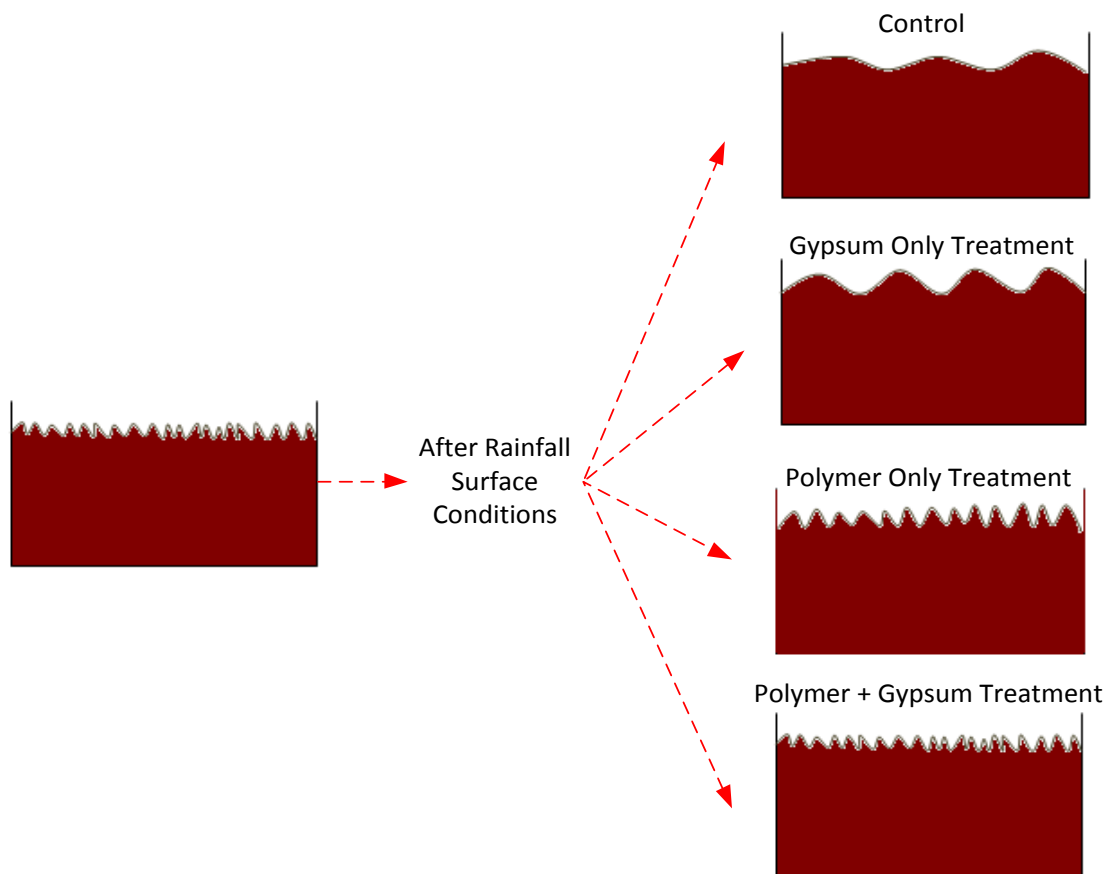 Control
Gypsum Only Treatment
After Rainfall
Surface
Conditions
Polymer Only Treatment
Polymer + Gypsum Treatment